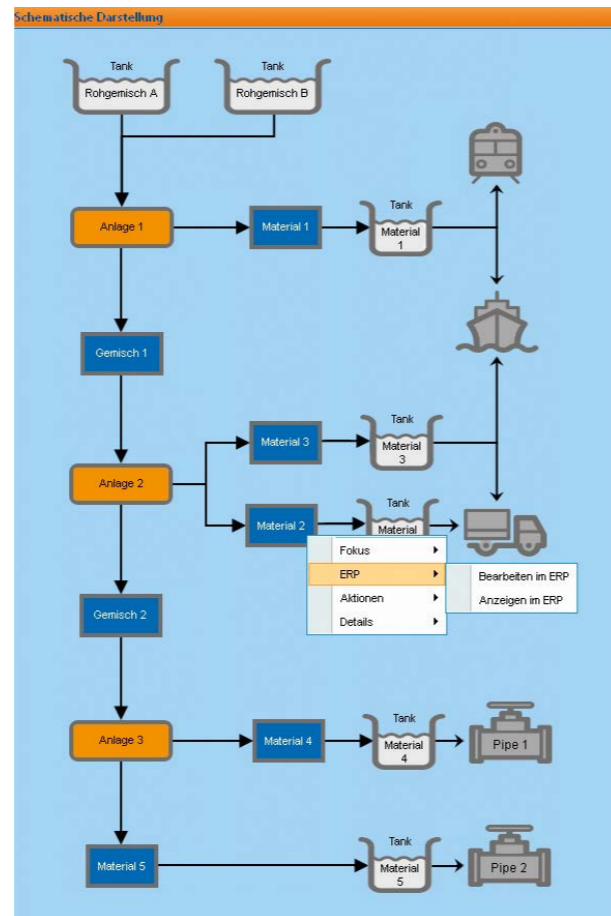 Schematische Darstellung
Tank
Tank
Rohgemisch A
Rohgemisch B
Anlage 1
Material 1
Tank
Material
1
Gemisch 1
Tank
Material 3
Material
3
Anlage 2
Tank
Material 2
Material
Fokus
ERP
Bearbeiten im ERP
Aktionen
Anzeigen im ERP
Details
Gemisch 2
Tank
Anlage 3
Material 4
Material
4
Pipe 1
Tank
Material 5
Material
5
Pipe 2